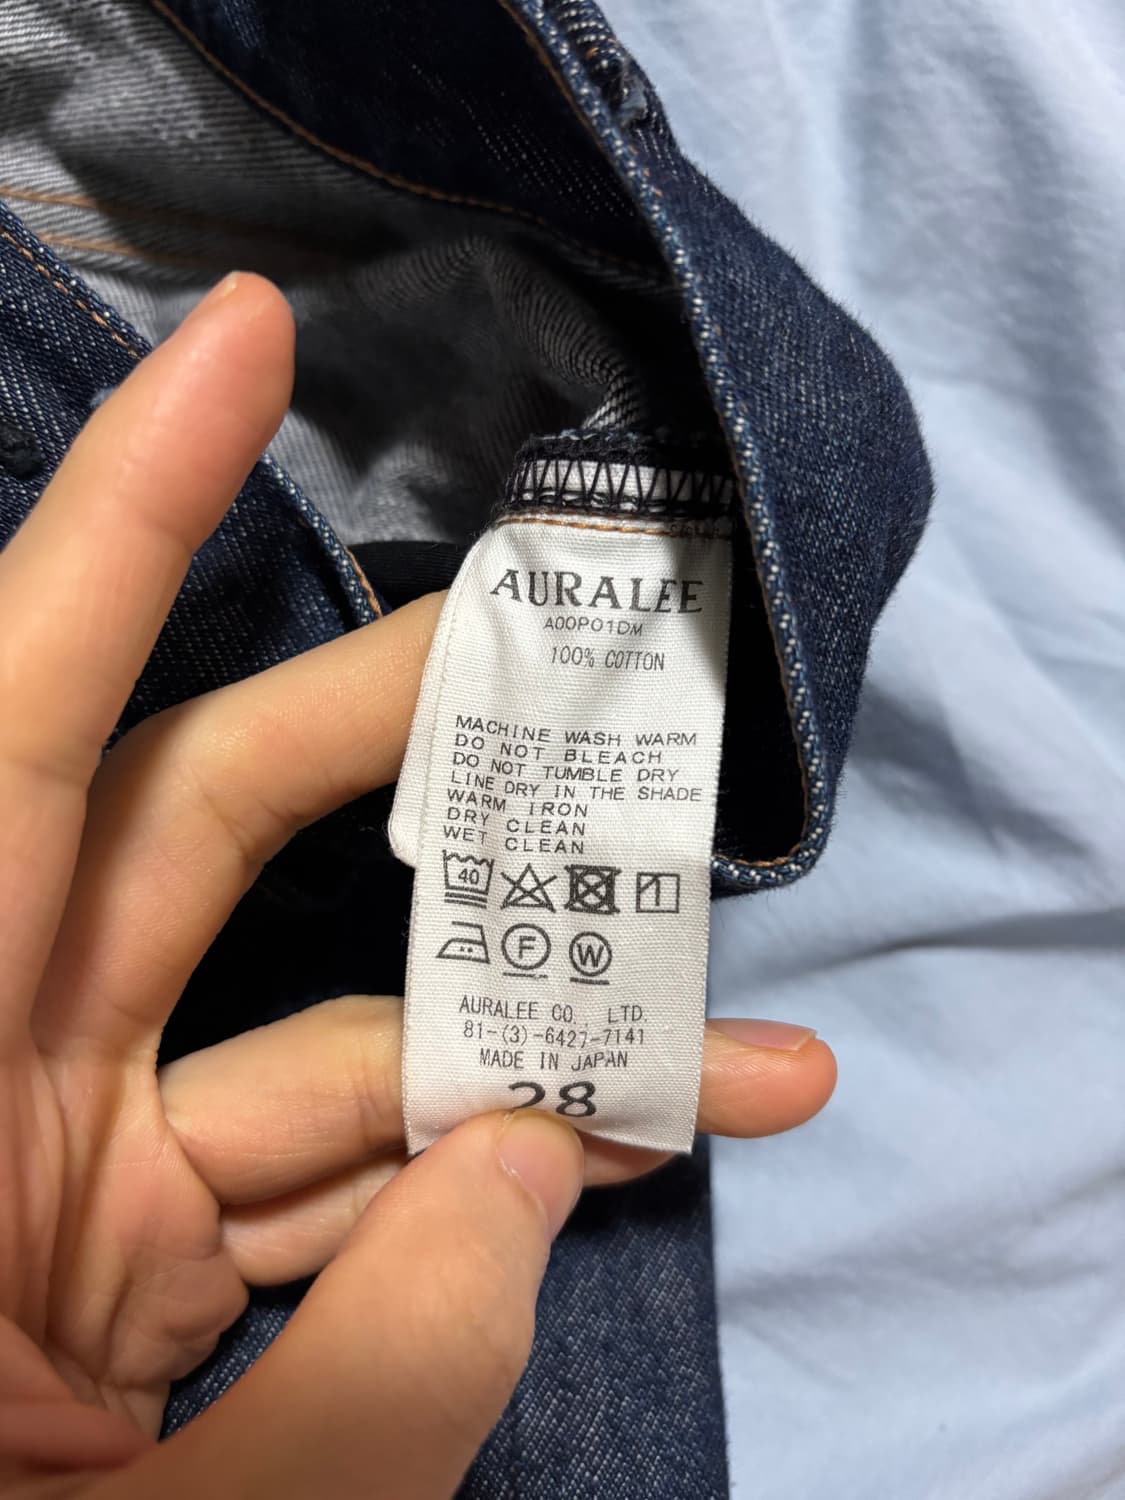 AURALEE
A00P01DM
100% COTTON
MACHINE WASH WARM
DO NOT BLEACH
DO NOT TUMBLE DRY
LINE DRY IN THE SHADE
WARM IRON
DRY CLEAN
WET CLEAN
40
F W
AURALEE CO., LTD.
81-(3)-6427-7141
MADE IN JAPAN
28